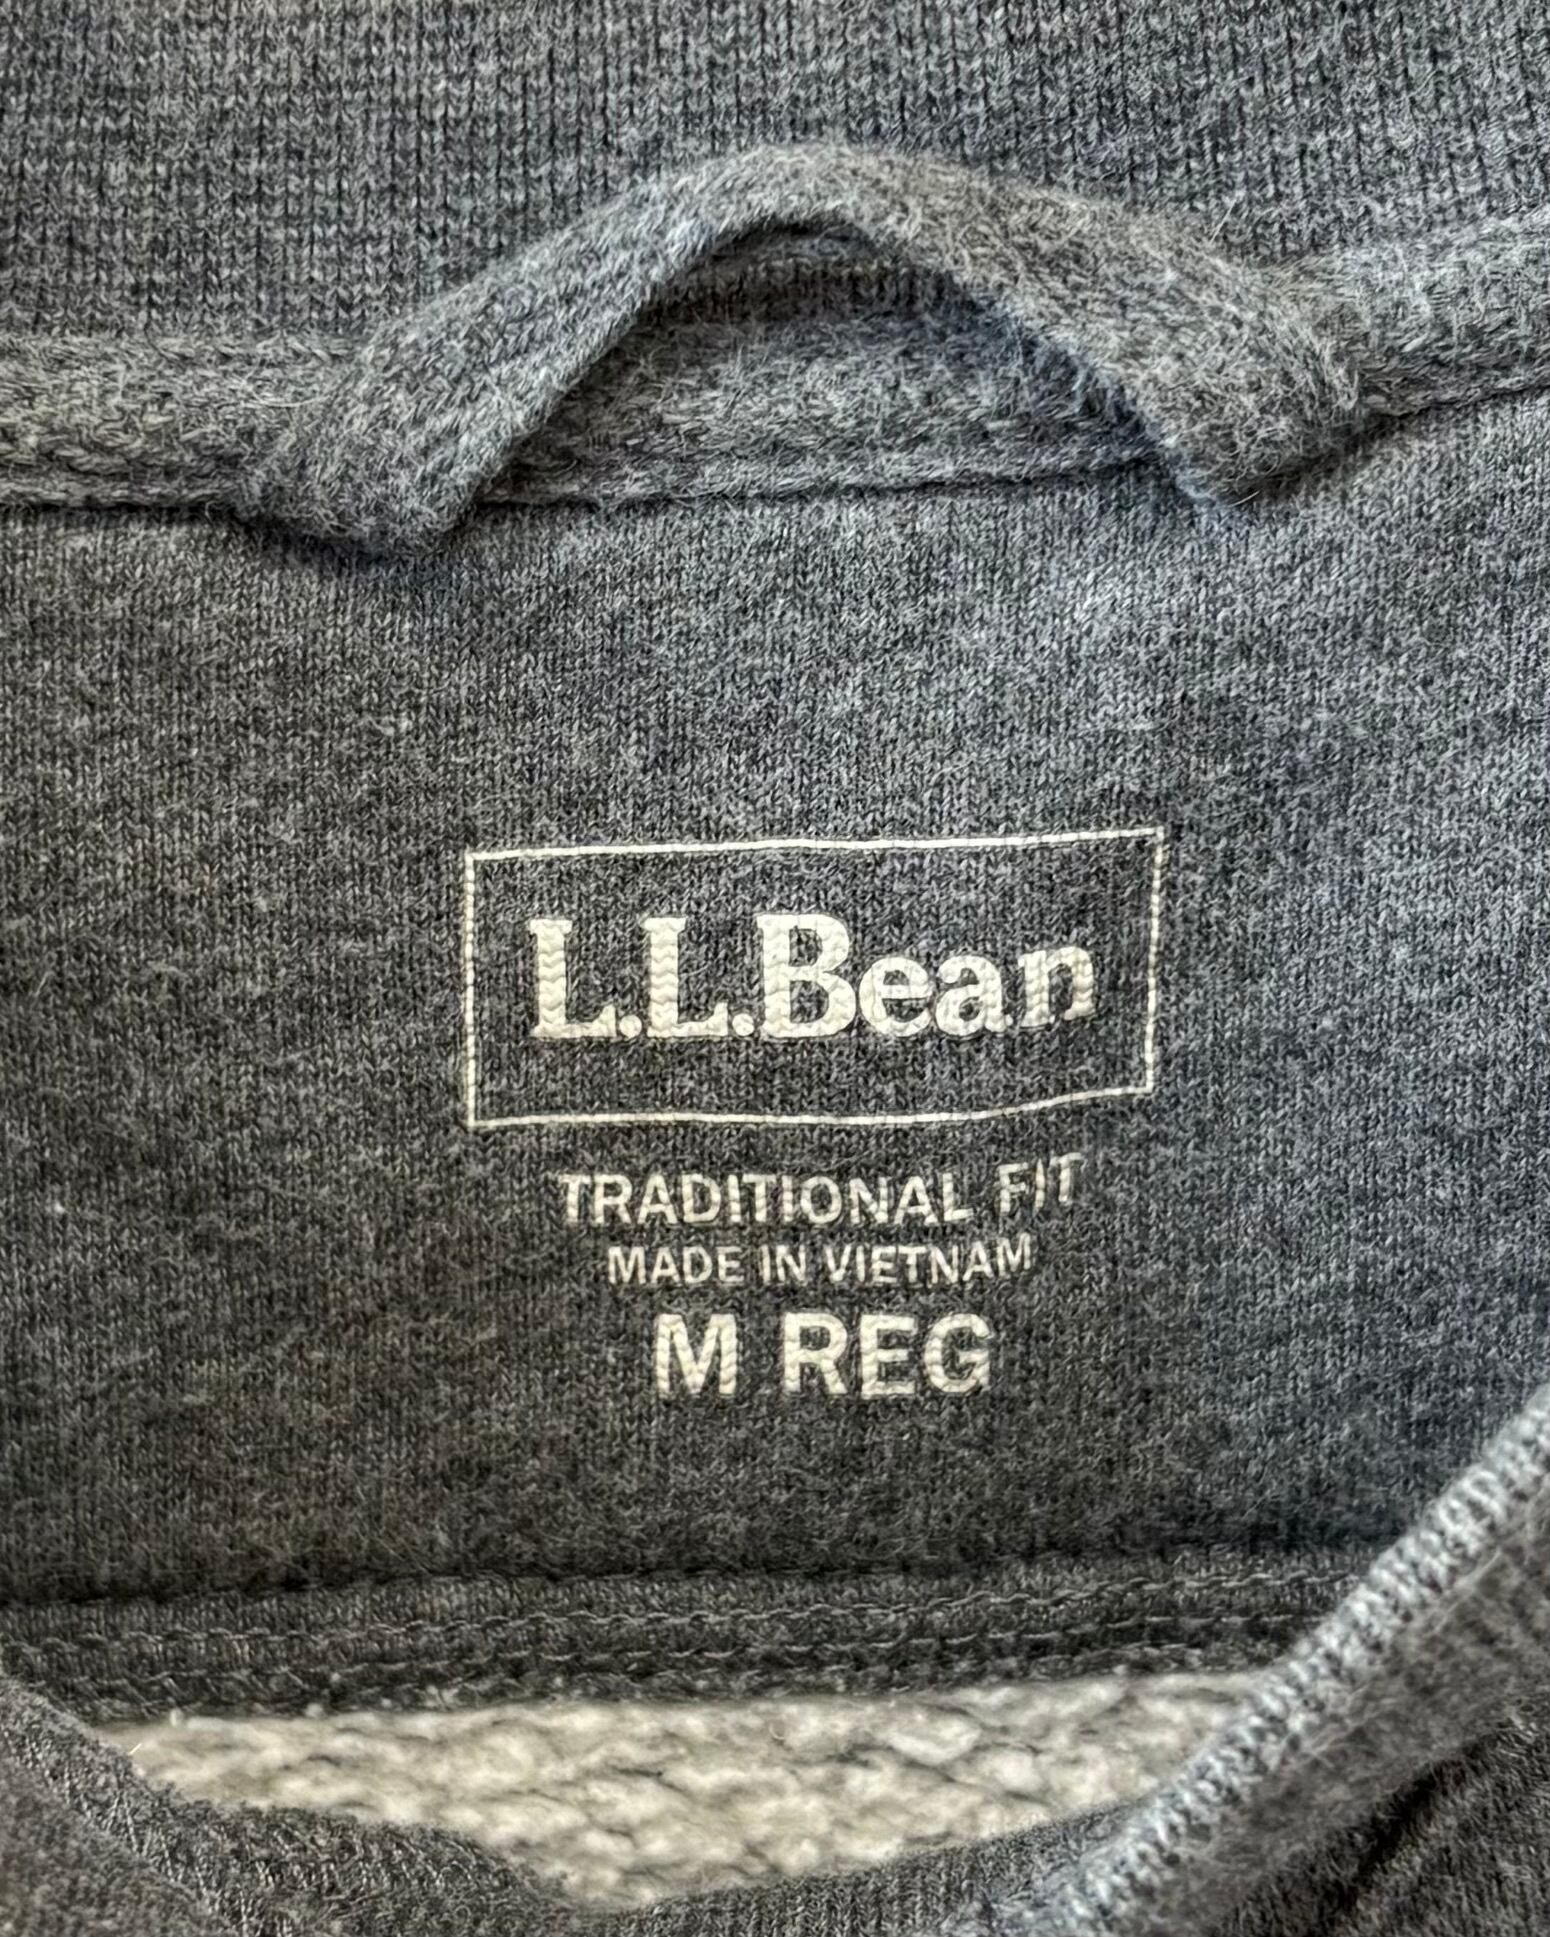 L.L.Bean
TRADITIONAL FIT
MADE IN VIETNAM
M REG